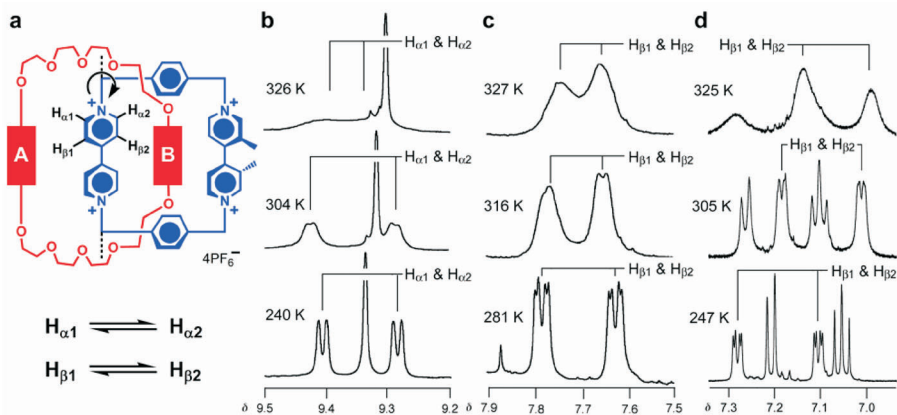 a
O O O O
O O
N+ N+
Hα1 Hα2
Hβ1 Hβ2
A B
N+ N+
O O
O O O O
4PF6−
Hα1 ⇌ Hα2
Hβ1 ⇌ Hβ2
b
Hα1 & Hα2
326 K
Hα1 & Hα2
304 K
Hα1 & Hα2
240 K
δ 9.5 9.4 9.3 9.2
c
Hβ1 & Hβ2
327 K
Hβ1 & Hβ2
316 K
Hβ1 & Hβ2
281 K
δ 7.9 7.8 7.7 7.6 7.5
d
Hβ1 & Hβ2
325 K
Hβ1 & Hβ2
305 K
Hβ1 & Hβ2
247 K
δ 7.3 7.2 7.1 7.0